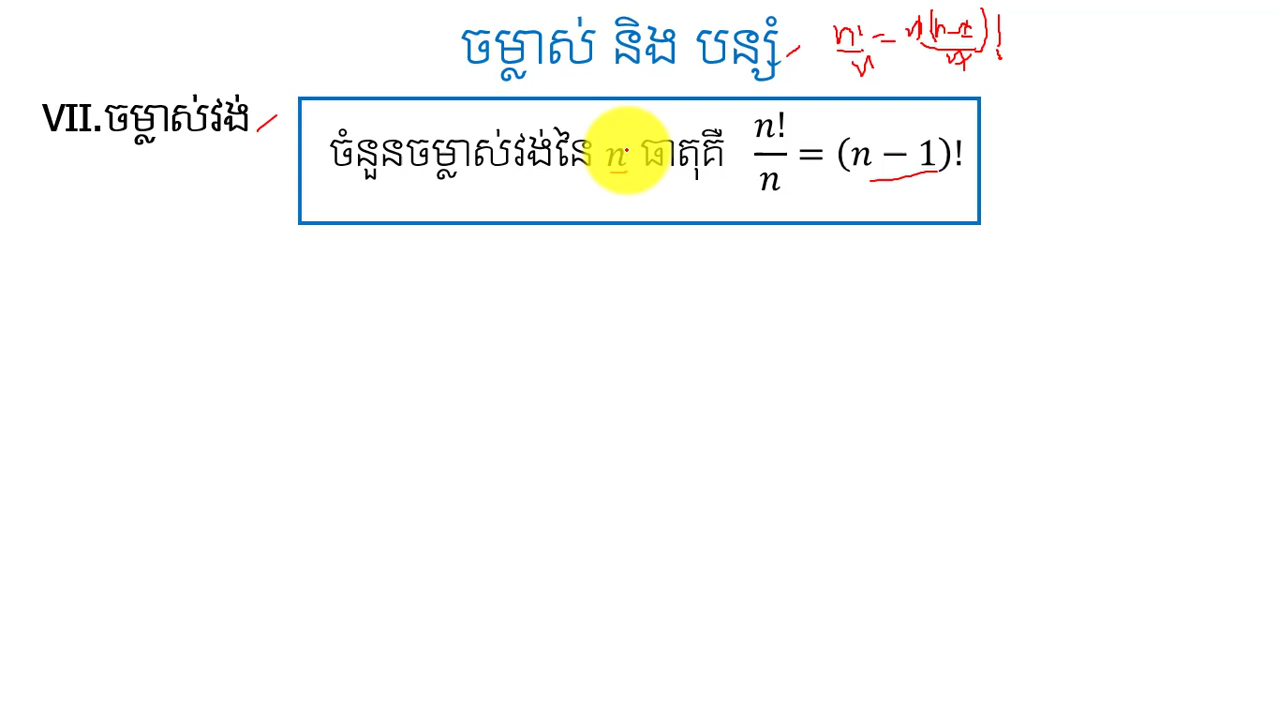 ចម្លាស់ និង បន្សំ
n!/n = n(n-1)!/n
VII.ចម្លាស់វង់
ចំនួនចម្លាស់វង់នៃ n ធាតុគឺ n!/n = (n − 1)!